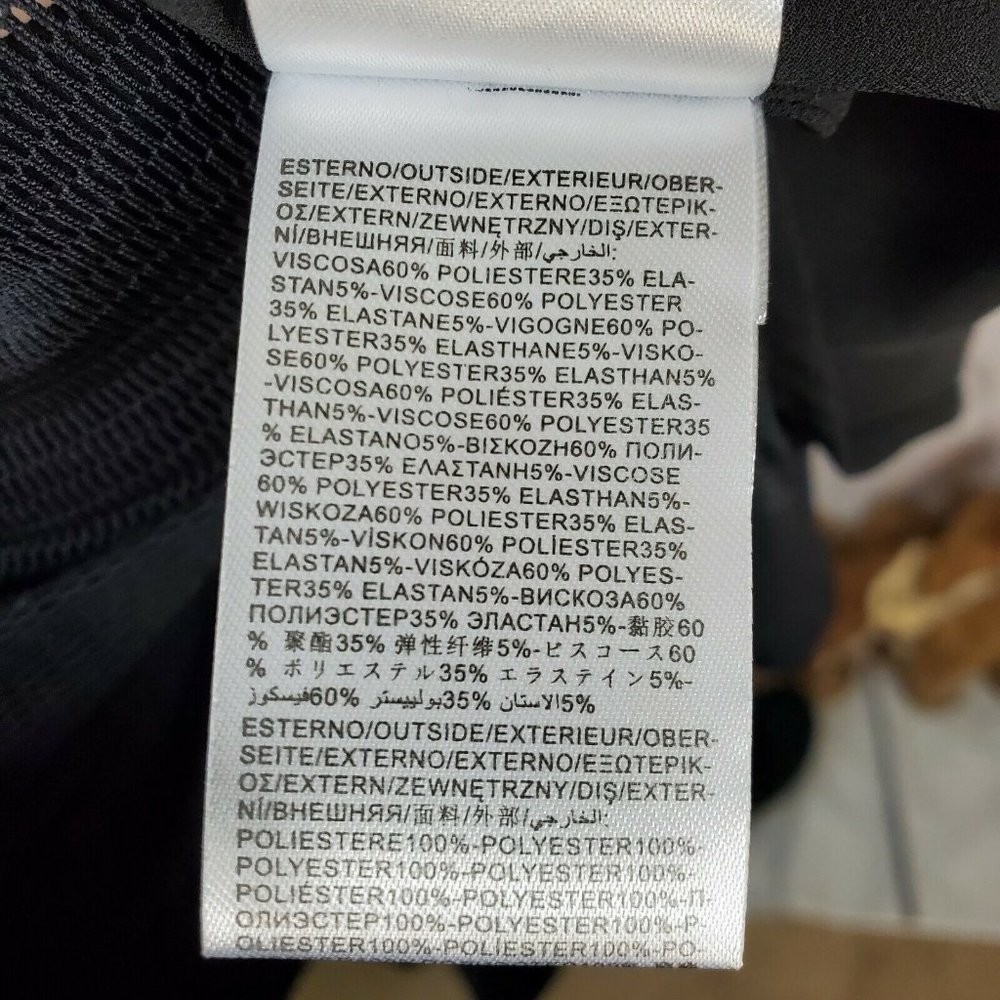 ESTERNO/OUTSIDE/EXTERIEUR/OBER-
SEITE/EXTERNO/EXTERNO/ΕΞΩΤΕΡΙΚ-
ΟΣ/EXTERN/ZEWNĘTRZNY/DIŞ/EXTER-
NÍ/ВНЕШНЯЯ/面料/外部/الخارجي:
VISCOSA60% POLIESTERE35% ELA-
STAN5%-VISCOSE60% POLYESTER
35% ELASTANE5%-VIGOGNE60% PO-
LYESTER35% ELASTHANE5%-VISKO-
SE60% POLYESTER35% ELASTHAN5%
-VISCOSA60% POLIÉSTER35% ELAS-
THAN5%-VISCOSE60% POLYESTER35
% ELASTANO5%-ΒΙΣΚΟΖΗ60% ПОЛИ-
ЭСТЕР35% ΕΛΑΣΤΑΝΗ5%-VISCOSE
60% POLYESTER35% ELASTHAN5%-
WISKOZA60% POLIESTER35% ELAS-
TAN5%-VİSKON60% POLİESTER35%
ELASTAN5%-VISKÓZA60% POLYES-
TER35% ELASTAN5%-ВИСКОЗА60%
ПОЛИЭСТЕР35% ЭЛАСТАН5%-黏胶60
% 聚酯35% 弹性纤维5%-ビスコース60
% ポリエステル35% エラステイン5%-
فيسكوز60% بوليستر35% الاستان5%
ESTERNO/OUTSIDE/EXTERIEUR/OBER-
SEITE/EXTERNO/EXTERNO/ΕΞΩΤΕΡΙΚ-
ΟΣ/EXTERN/ZEWNĘTRZNY/DIŞ/EXTER-
NÍ/ВНЕШНЯЯ/面料/外部/الخارجي:
POLIESTERE100%-POLYESTER100%-
POLYESTER100%-POLYESTER100%-
POLIÉSTER100%-POLYESTER100%-П-
ОЛИЭСТЕР100%-POLYESTER100%-P-
OLIESTER100%-POLİESTER100%-PO-